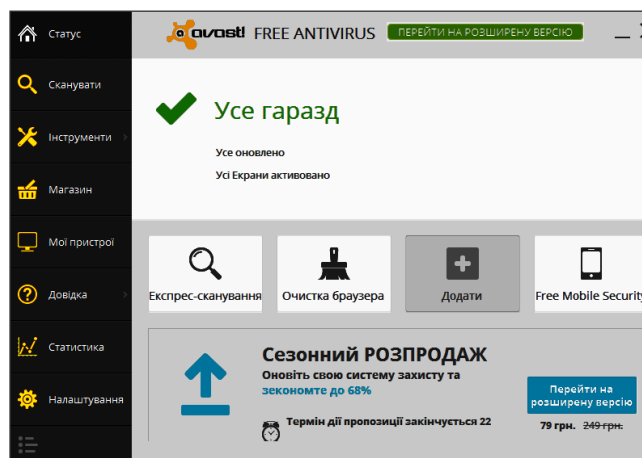 Статус
Сканувати
Інструменти
Магазин
Мої пристрої
Довідка
Статистика
Налаштування
avast! FREE ANTIVIRUS
ПЕРЕЙТИ НА РОЗШИРЕНУ ВЕРСІЮ
Усе гаразд
Усе оновлено
Усі Екрани активовано
Експрес-сканування
Очистка браузера
Додати
Free Mobile Security
Сезонний РОЗПРОДАЖ
Оновіть свою систему захисту та
зекономте до 68%
Термін дії пропозиції закінчується 22
Перейти на
розширену версію
79 грн. 249 грн.